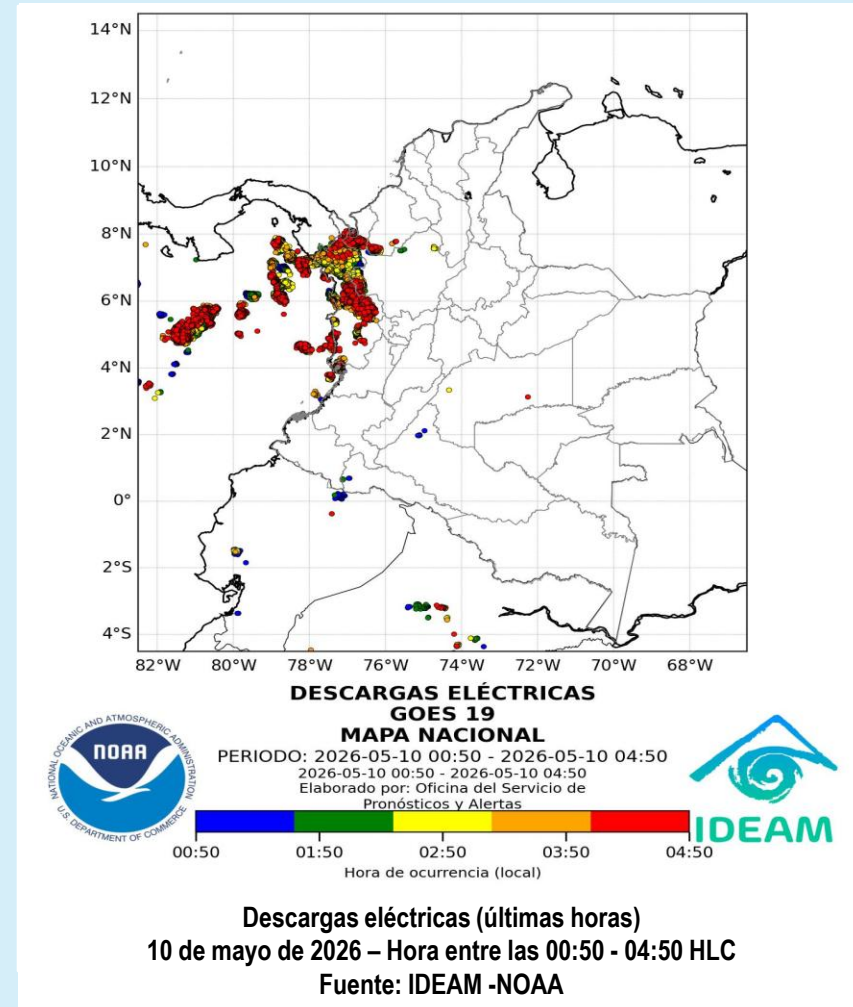 14°N
12°N
10°N
8°N
6°N
4°N
2°N
0°
2°S
4°S
82°W 80°W 78°W 76°W 74°W 72°W 70°W 68°W
DESCARGAS ELÉCTRICAS
GOES 19
MAPA NACIONAL
PERIODO: 2026-05-10 00:50 - 2026-05-10 04:50
2026-05-10 00:50 - 2026-05-10 04:50
Elaborado por: Oficina del Servicio de
Pronósticos y Alertas
NATIONAL OCEANIC AND ATMOSPHERIC ADMINISTRATION
NOAA
U.S. DEPARTMENT OF COMMERCE
IDEAM
00:50 01:50 02:50 03:50 04:50
Hora de ocurrencia (local)
Descargas eléctricas (últimas horas)
10 de mayo de 2026 – Hora entre las 00:50 - 04:50 HLC
Fuente: IDEAM -NOAA